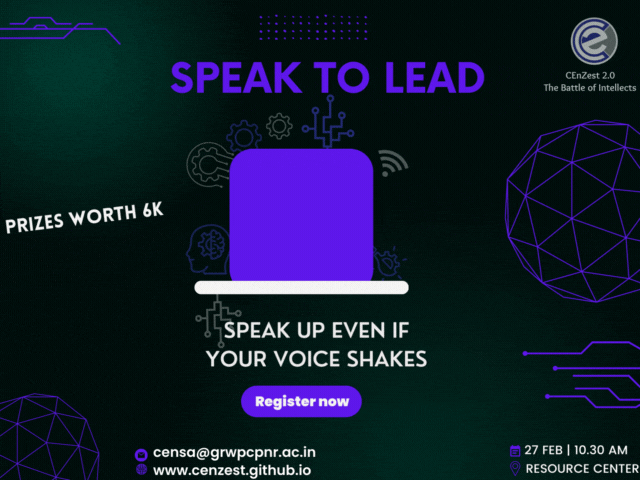 SPEAK TO LEAD
CEnZest 2.0
The Battle of Intellects
PRIZES WORTH 6K
SPEAK UP EVEN IF
YOUR VOICE SHAKES
Register now
censa@grwpcpnr.ac.in
www.cenzest.github.io
27 FEB | 10.30 AM
RESOURCE CENTER